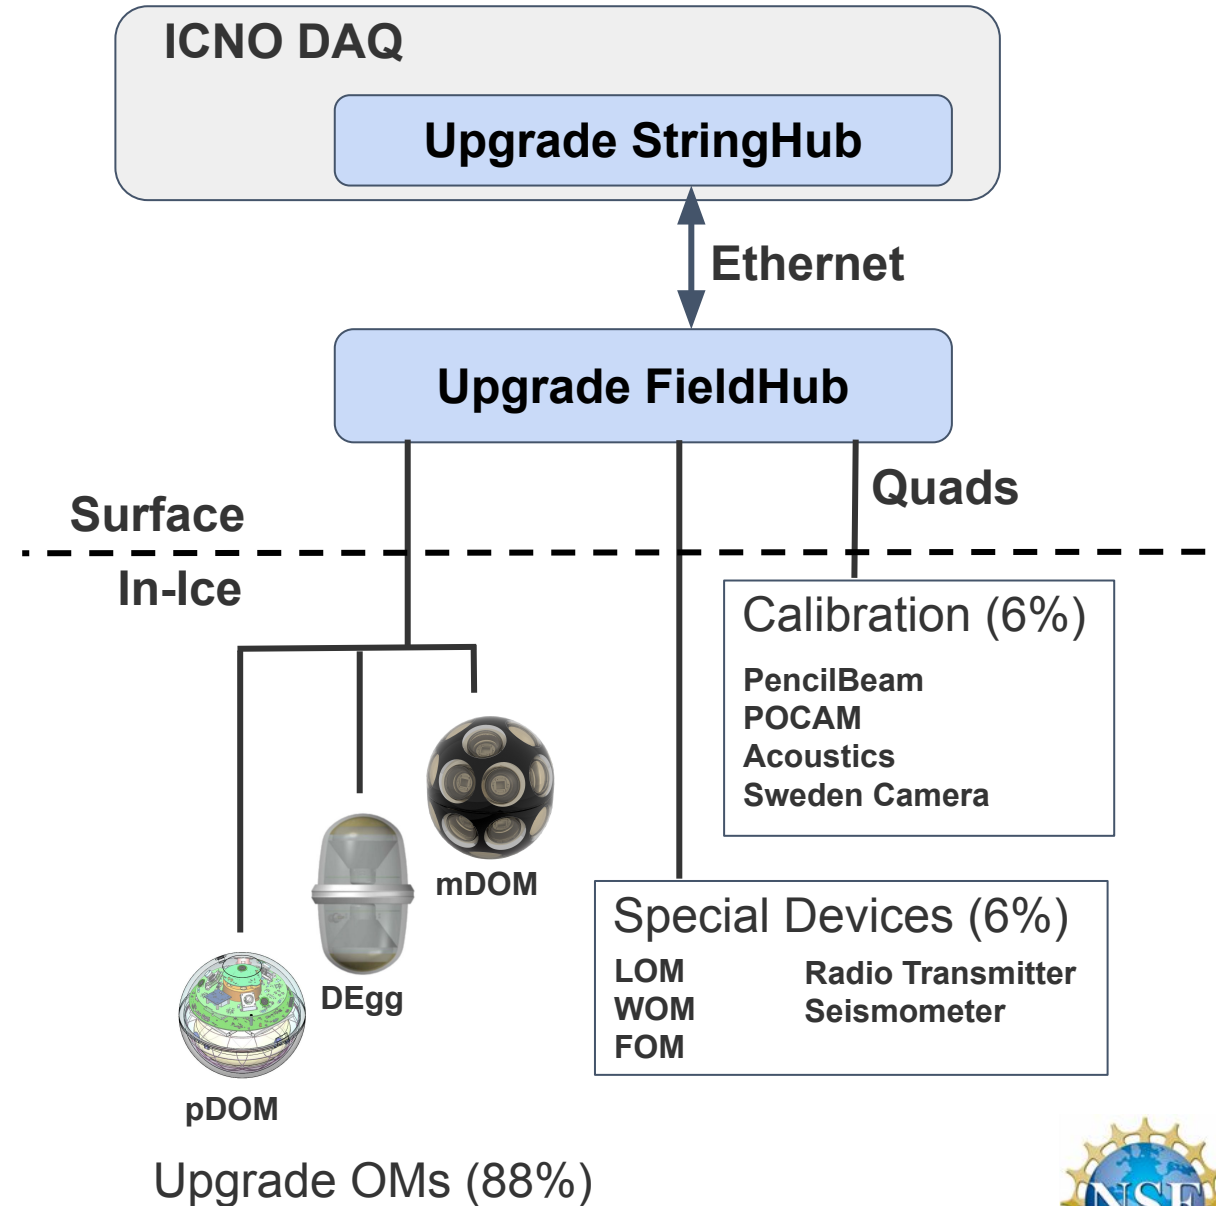 ICNO DAQ
Upgrade StringHub
Ethernet
Upgrade FieldHub
Quads
Surface
In-Ice
Calibration (6%)
PencilBeam
POCAM
Acoustics
Sweden Camera
mDOM
DEgg
pDOM
Special Devices (6%)
LOM Radio Transmitter
WOM Seismometer
FOM
Upgrade OMs (88%)
NSF